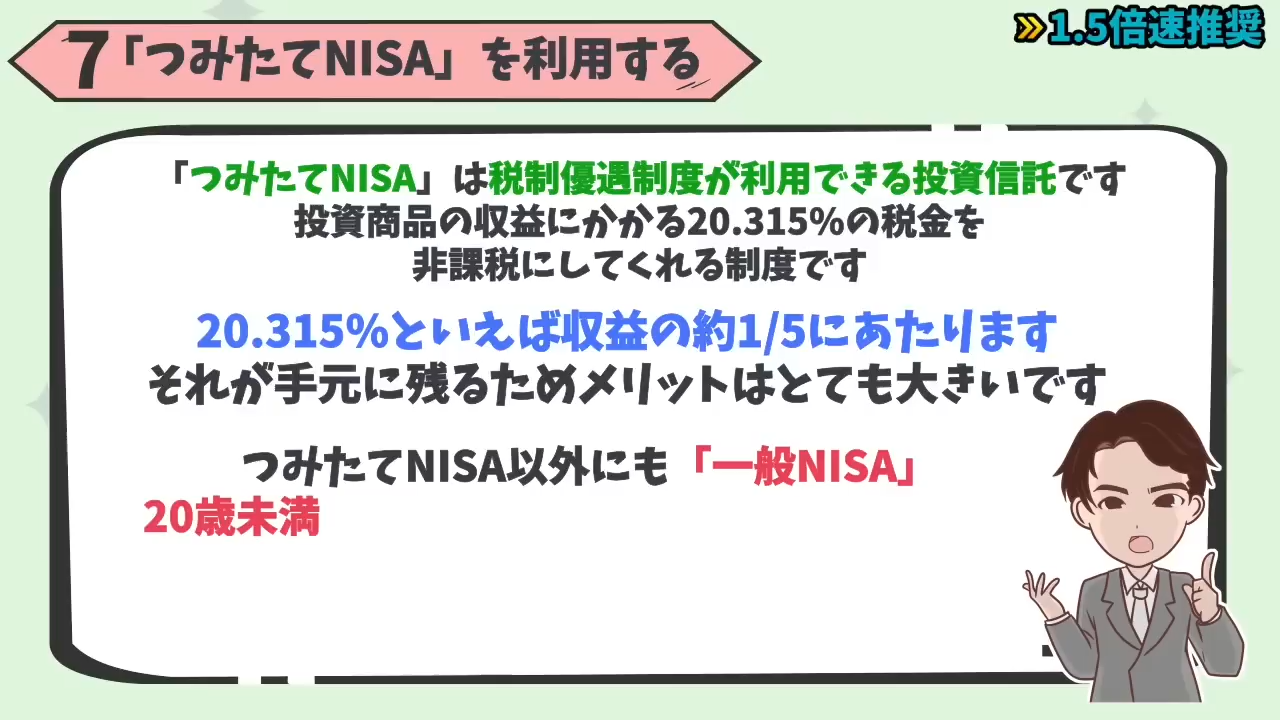 7「つみたてNISA」を利用する
1.5倍速推奨
「つみたてNISA」は税制優遇制度が利用できる投資信託です
投資商品の収益にかかる20.315%の税金を
非課税にしてくれる制度です
20.315%といえば収益の約1/5にあたります
それが手元に残るためメリットはとても大きいです
つみたてNISA以外にも「一般NISA」
20歳未満